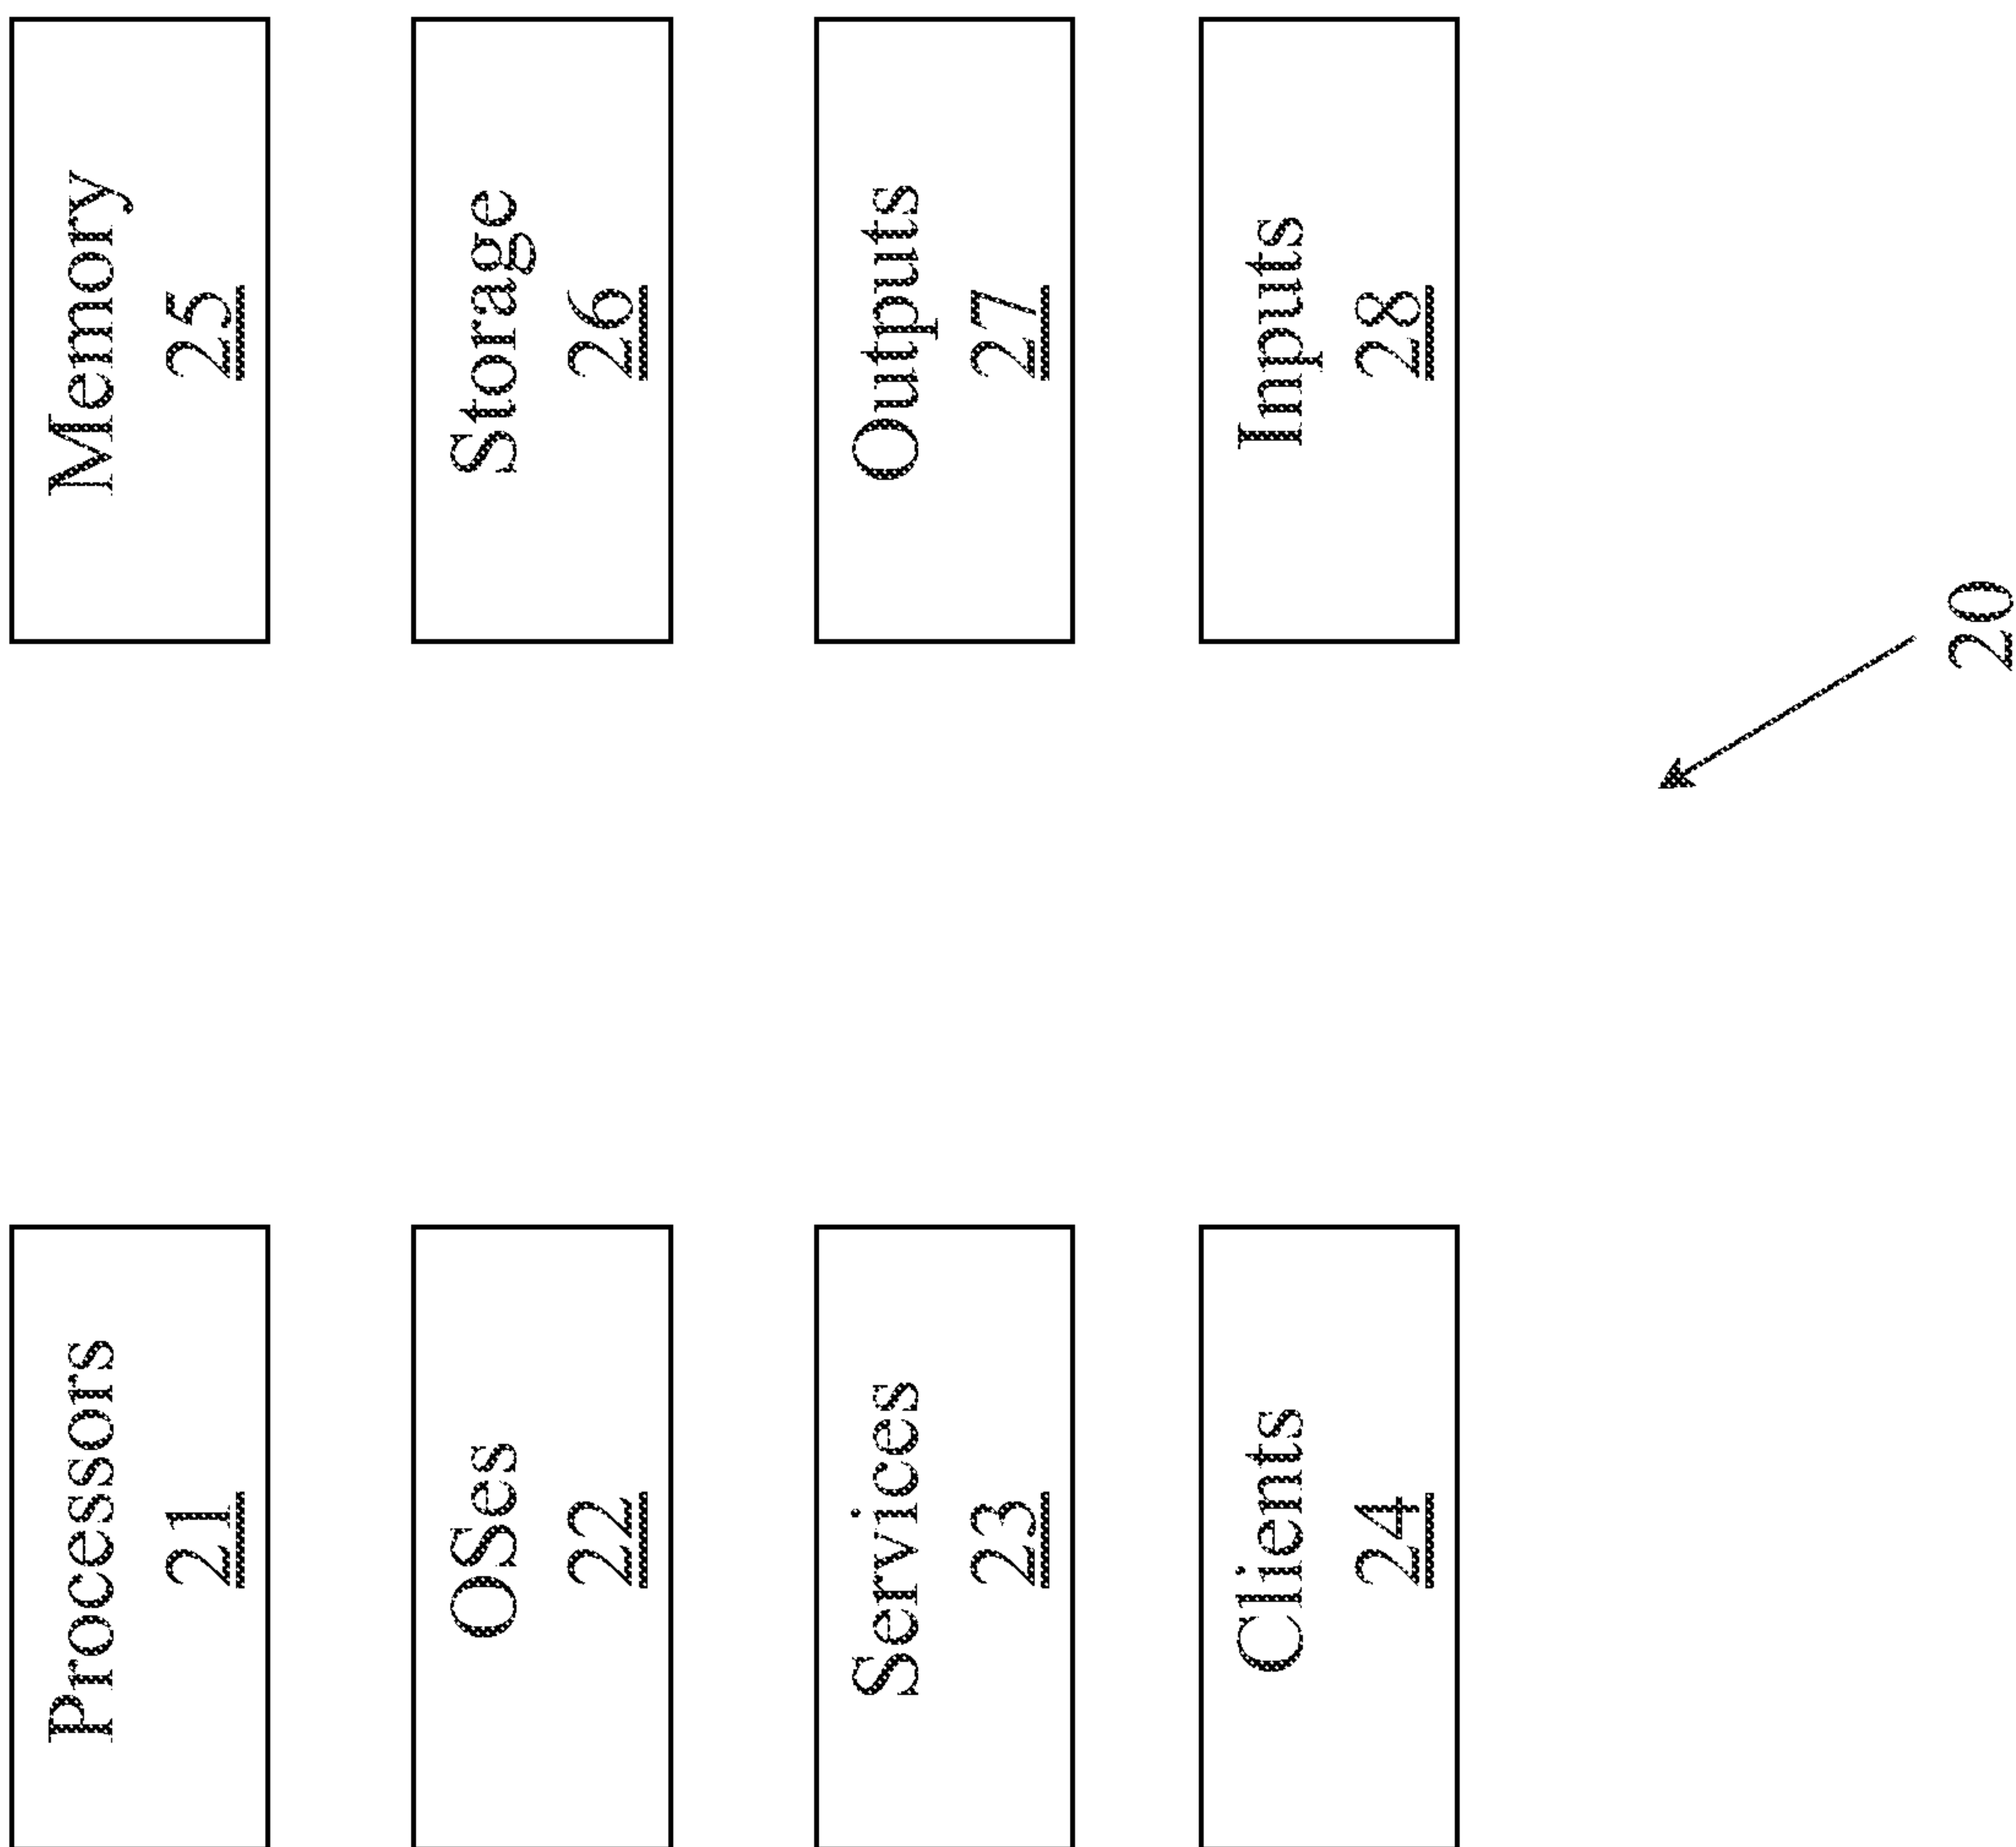 Processors
21
OSes
22
Services
23
Clients
24
Memory
25
Storage
26
Outputs
27
Inputs
28
20